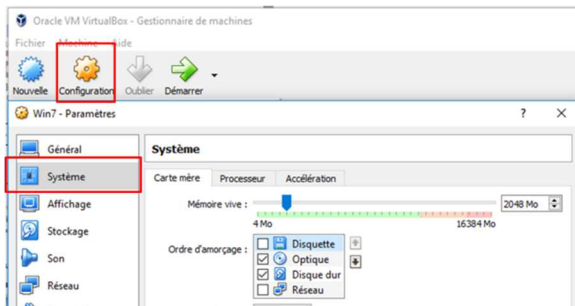 Oracle VM VirtualBox - Gestionnaire de machines
Fichier Machine Aide
Nouvelle Configuration Oublier Démarrer
Win7 - Paramètres ? ×
Général
Système
Affichage
Stockage
Son
Réseau
Système
Carte mère Processeur Accélération
Mémoire vive : 2048 Mo
4 Mo 16384 Mo
Ordre d'amorçage :
Disquette
Optique
Disque dur
Réseau